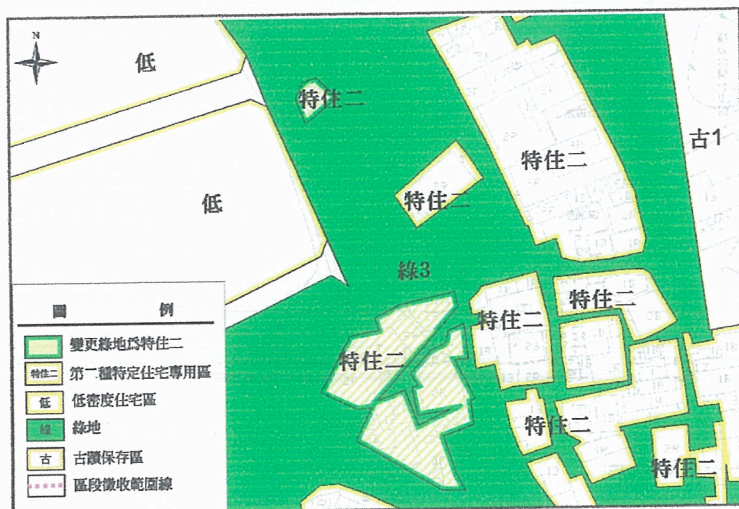 N
低
特住二
特住二
古1
特住二
低
綠3
特住二
特住二
特住二
特住二
特住二
圖 例
變更綠地為特住二
特住二 第二種特定住宅專用區
低 低密度住宅區
綠 綠地
古 古蹟保存區
區段徵收範圍線